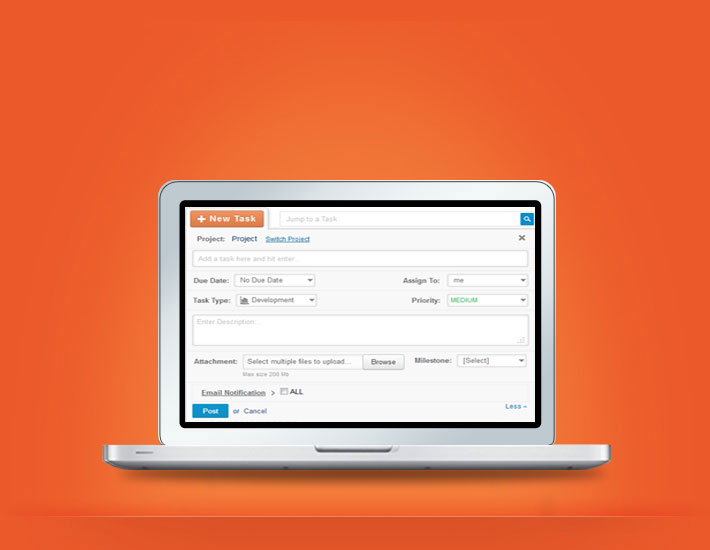 New Task
Jump to a Task
Project: Project Switch Project
Add a task here and hit enter...
Due Date: No Due Date Assign To: me
Task Type: Development Priority: MEDIUM
Enter Description...
Attachment: Select multiple files to upload... Browse Milestone: [Select]
Max size 200 Mb
Email Notification > ALL
Post or Cancel Less